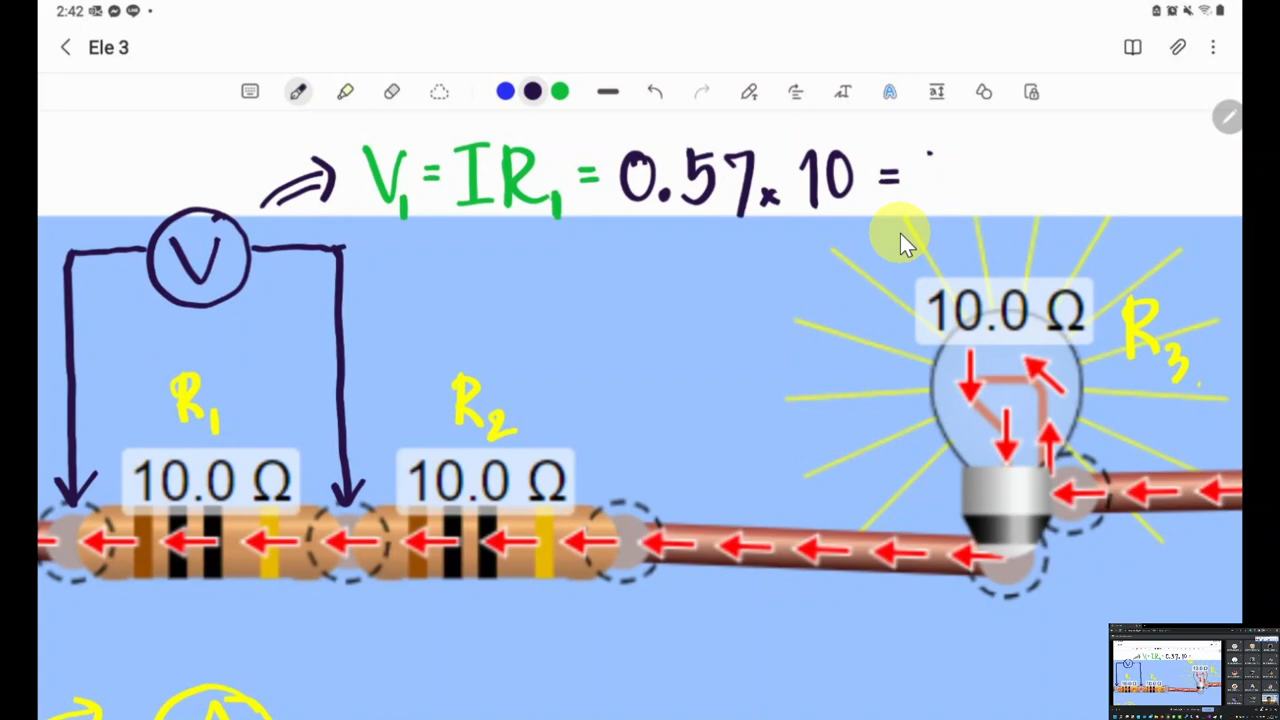 2:42
Ele 3
V₁ = IR₁ = 0.57 × 10 =
V
10.0 Ω
R₃
R₁
R₂
10.0 Ω
10.0 Ω
A